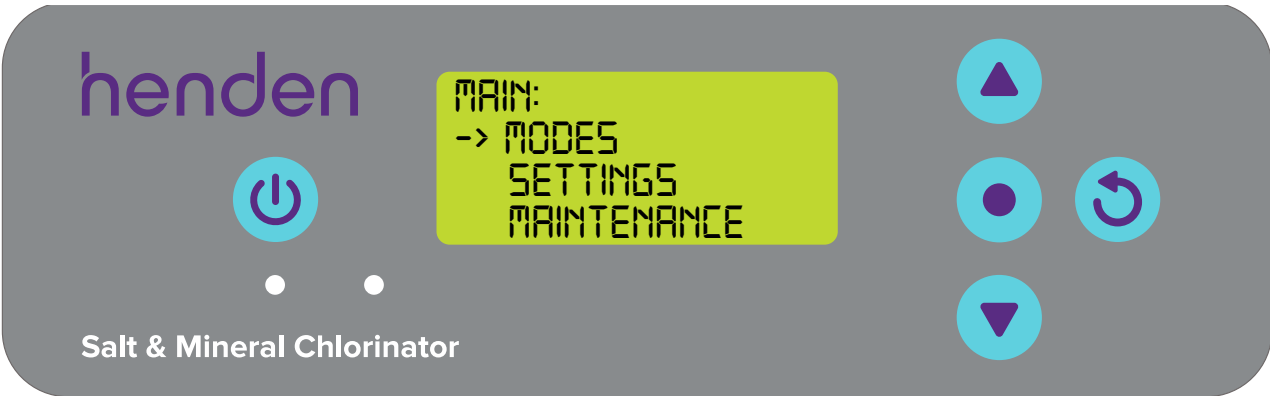 henden
MAIN:
-> MODES
SETTINGS
MAINTENANCE
Salt & Mineral Chlorinator